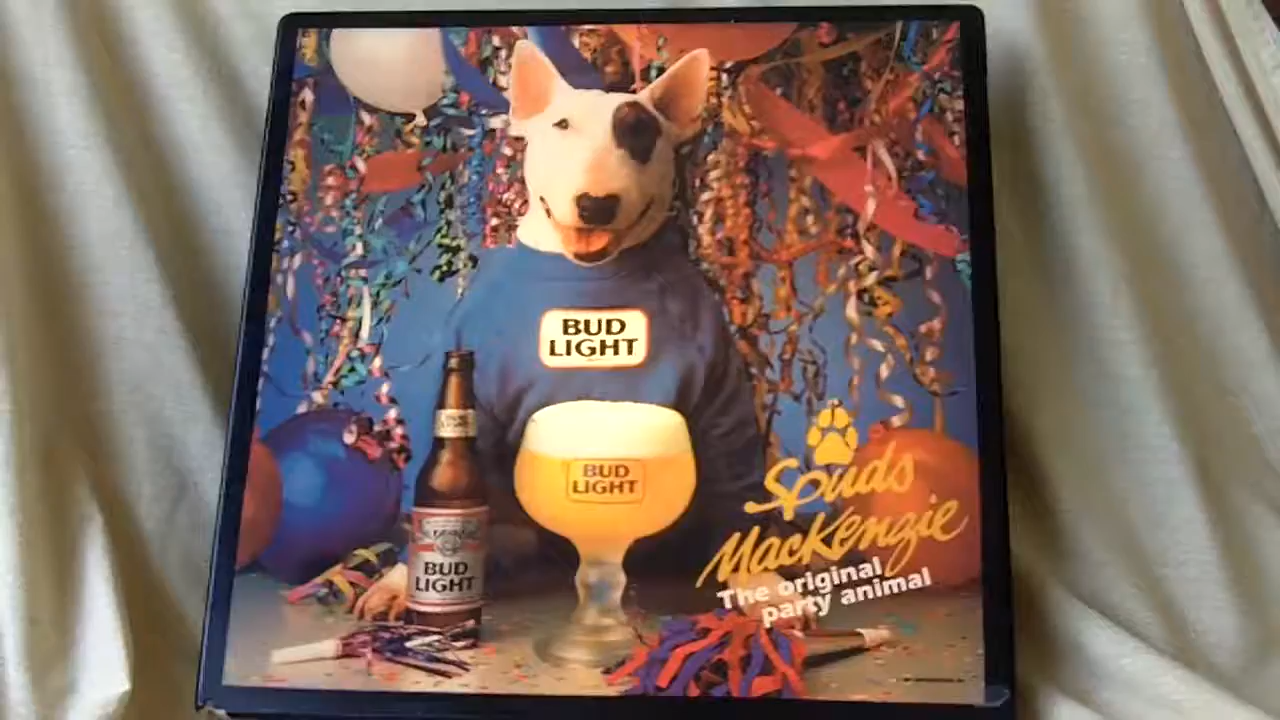 BUD
LIGHT
BUD
LIGHT
BUD
LIGHT
Spuds
MacKenzie
The original
party animal